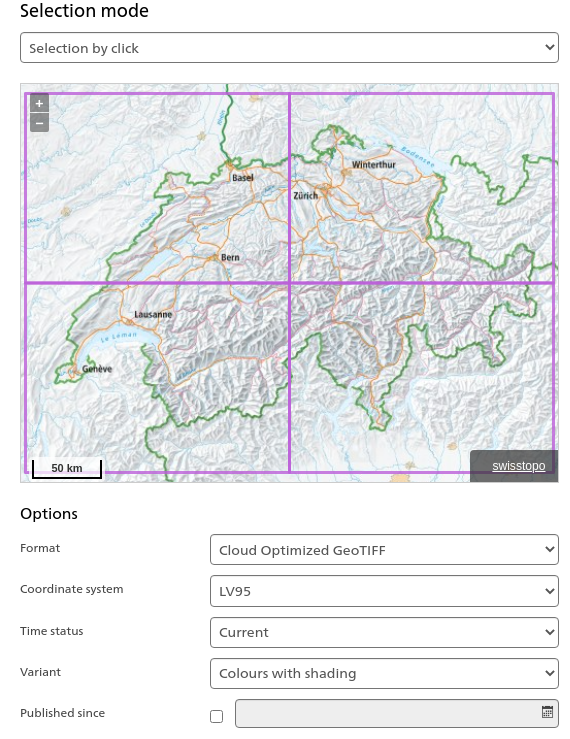 Selection mode
Selection by click
+
−
Bodensee
Winterthur
Basel
Zürich
Bern
Lausanne
Le Léman
Genève
50 km
swisstopo
Options
Format
Cloud Optimized GeoTIFF
Coordinate system
LV95
Time status
Current
Variant
Colours with shading
Published since